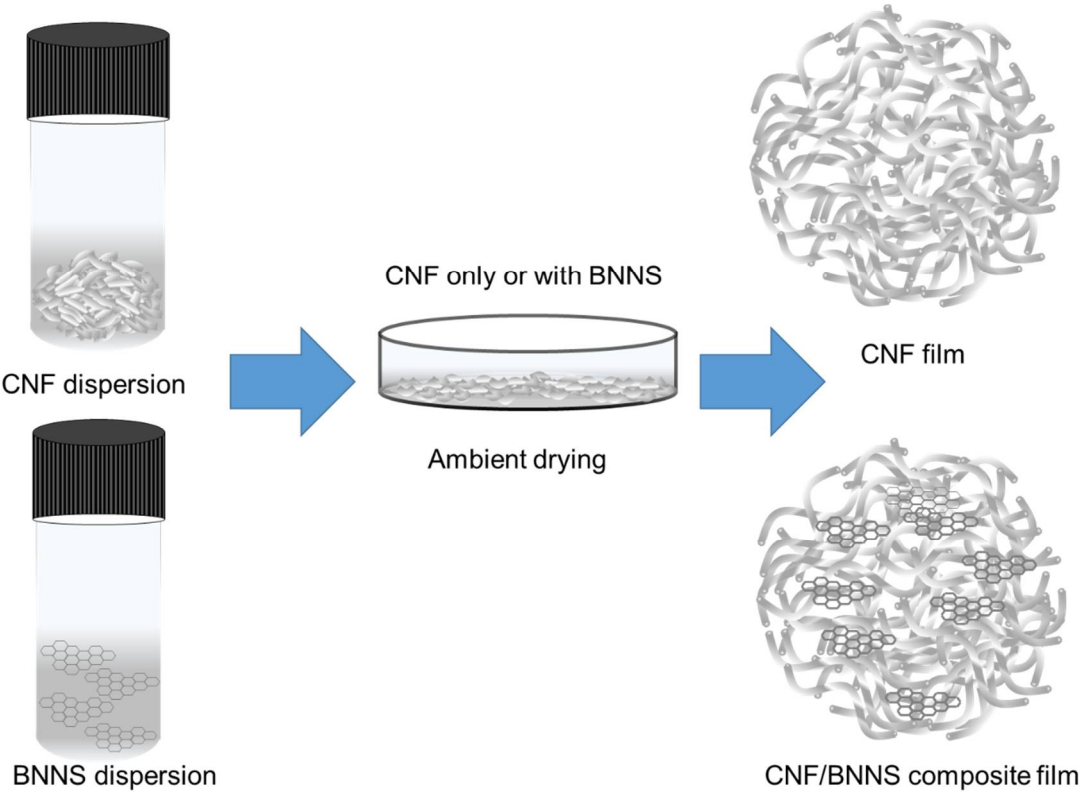 CNF dispersion
BNNS dispersion
CNF only or with BNNS
Ambient drying
CNF film
CNF/BNNS composite film